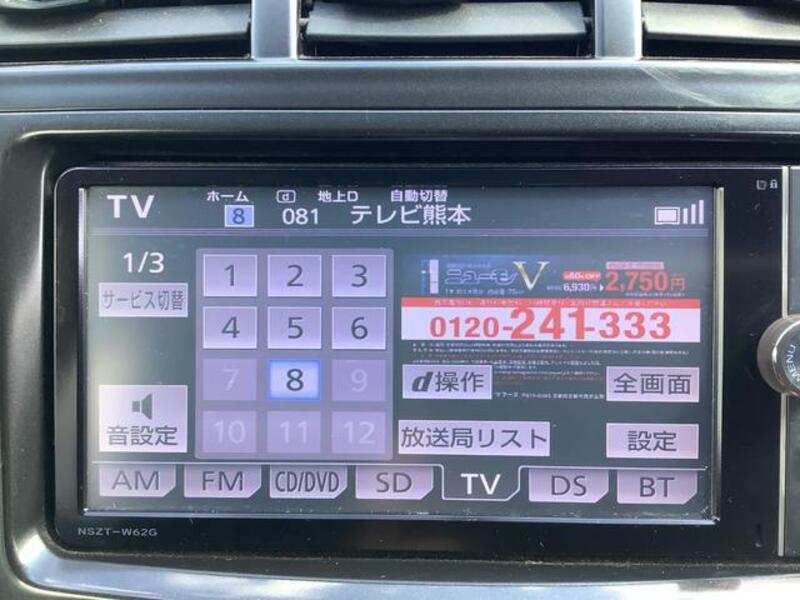 TV
ホーム d 地上D 自動切替
8 081 テレビ熊本
1/3
サービス切替
1 2 3
4 5 6
7 8 9
10 11 12
音設定
ニューモV
6,930円 2,750円
0120-241-333
d操作
全画面
放送局リスト
設定
AM FM CD/DVD SD TV DS BT
NSZT-W62G
MENU